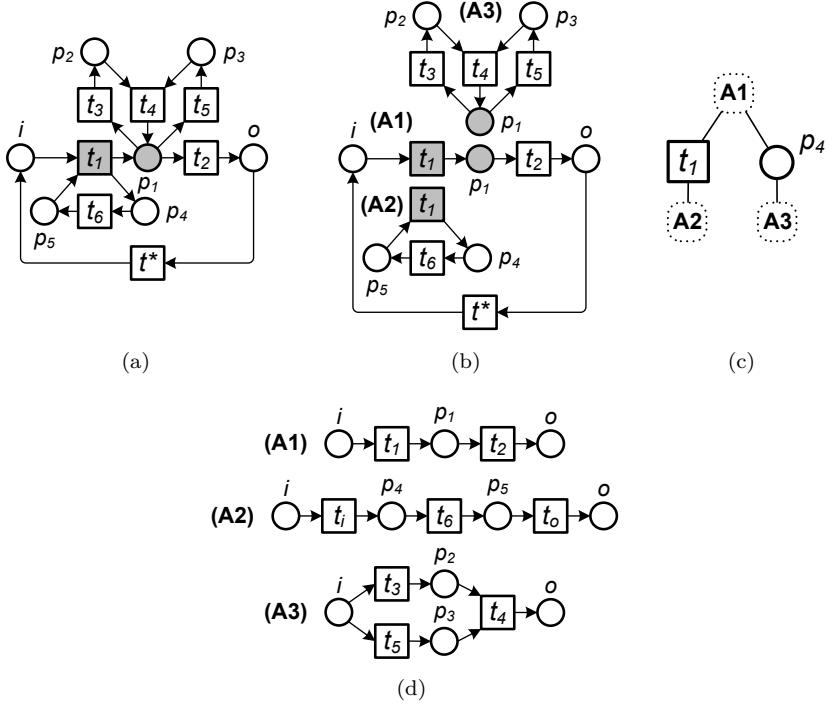 p2
p3
t3
t4
t5
i
o
t1
t2
p1
t6
p5
p4
t*
(a)
(A3)
p2
p3
t3
t4
t5
p1
(A1)
i
o
t1
p1
t2
(A2)
t1
t6
p5
p4
t*
(b)
A1
t1
p4
A2
A3
(c)
(A1)
i
t1
p1
t2
o
(A2)
i
ti
p4
t6
p5
to
o
(A3)
i
t3
p2
t5
p3
t4
o
(d)